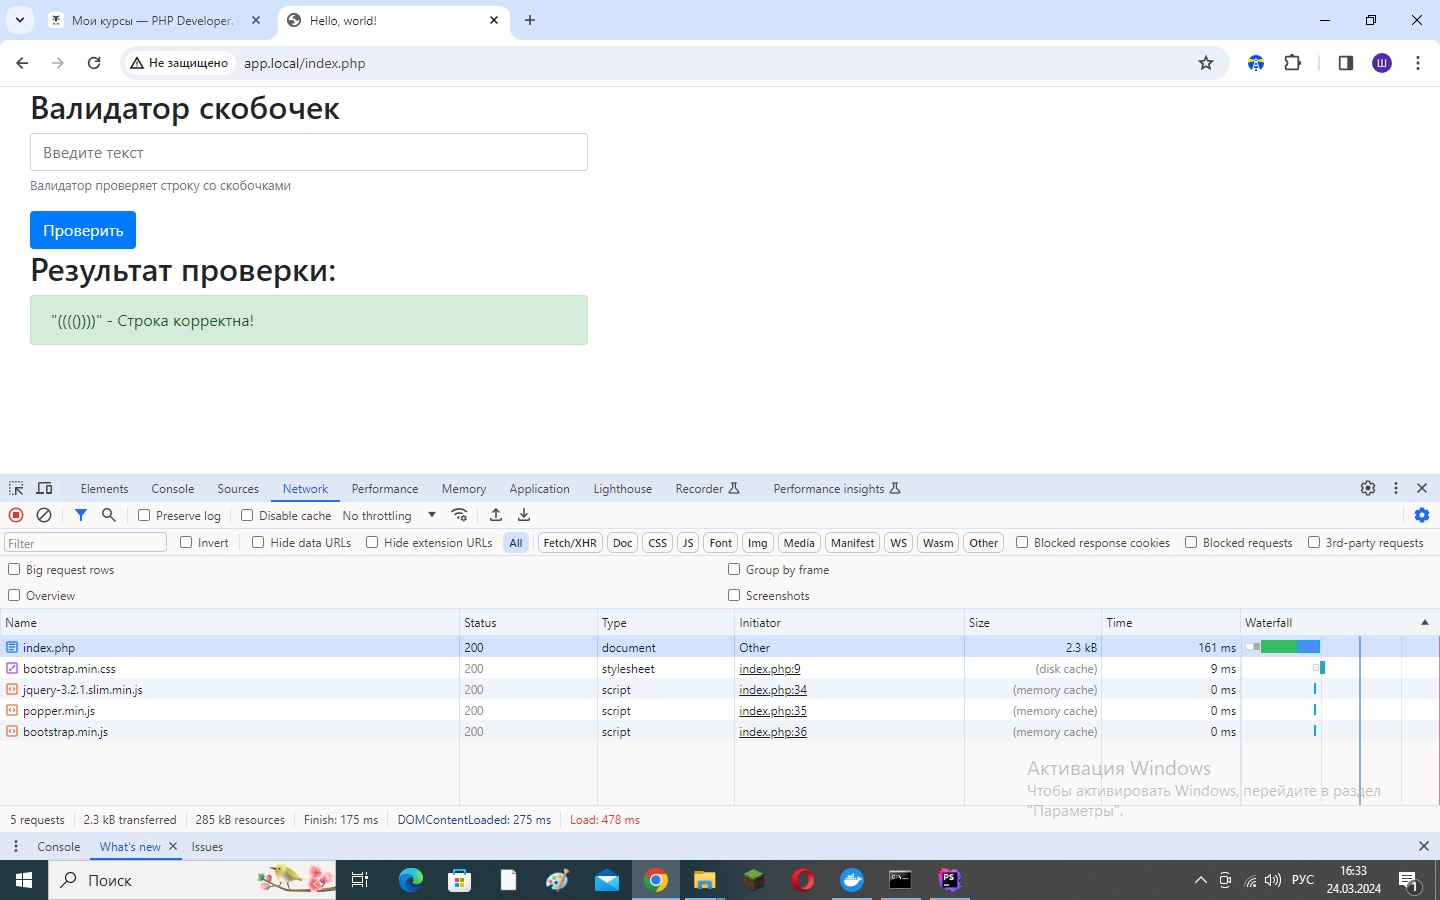 Мои курсы — PHP Developer.
Hello, world!
Не защищено
app.local/index.php
Ш
Валидатор скобочек
Введите текст
Валидатор проверяет строку со скобочками
Проверить
Результат проверки:
"(((())))" - Строка корректна!
Elements Console Sources Network Performance Memory Application Lighthouse Recorder Performance insights
Preserve log Disable cache No throttling
Filter Invert Hide data URLs Hide extension URLs All Fetch/XHR Doc CSS JS Font Img Media Manifest WS Wasm Other Blocked response cookies Blocked requests 3rd-party requests
Big request rows Group by frame
Overview Screenshots
Name Status Type Initiator Size Time Waterfall
index.php 200 document Other 2.3 kB 161 ms
bootstrap.min.css 200 stylesheet index.php:9 (disk cache) 9 ms
jquery-3.2.1.slim.min.js 200 script index.php:34 (memory cache) 0 ms
popper.min.js 200 script index.php:35 (memory cache) 0 ms
bootstrap.min.js 200 script index.php:36 (memory cache) 0 ms
Активация Windows
Чтобы активировать Windows, перейдите в раздел
"Параметры".
5 requests 2.3 kB transferred 285 kB resources Finish: 175 ms DOMContentLoaded: 275 ms Load: 478 ms
Console What's new Issues
Поиск
PS
РУС
16:33
24.03.2024
1